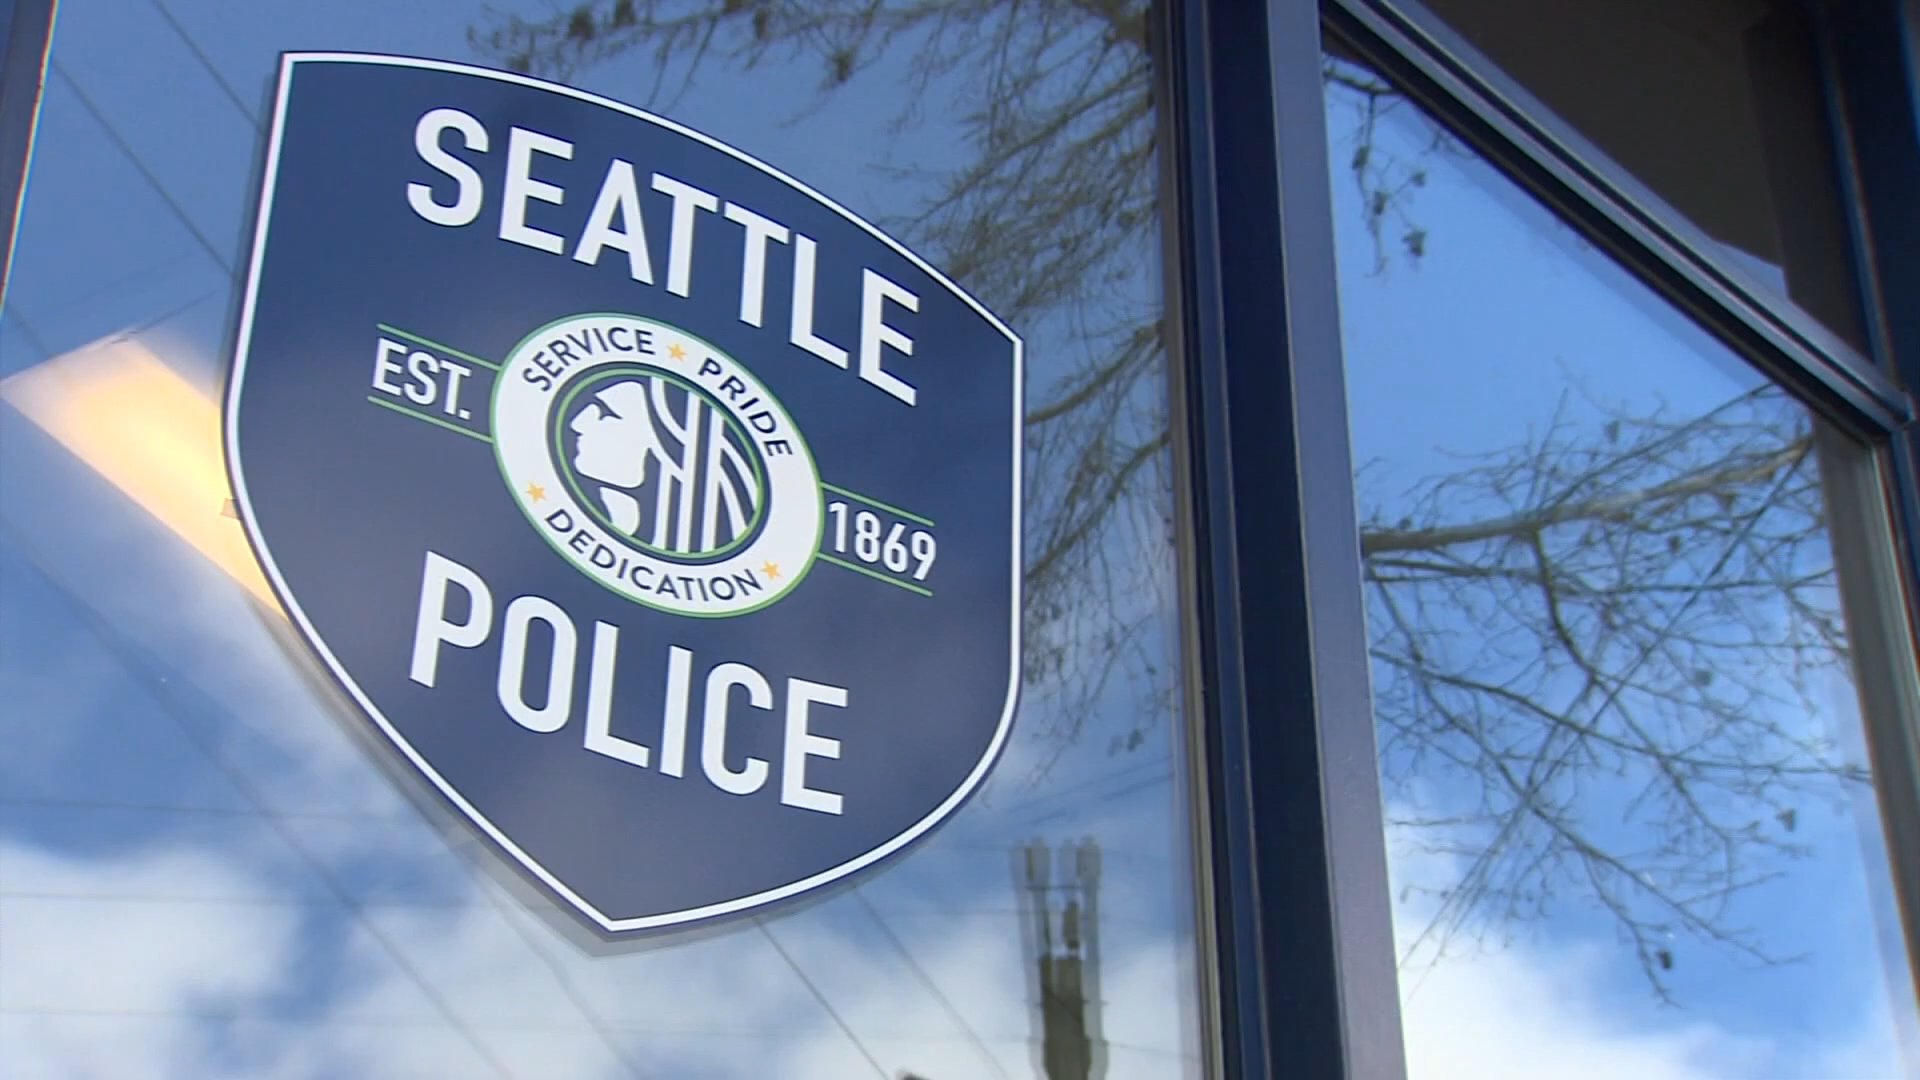 SEATTLE
EST.
SERVICE ★ PRIDE
★ DEDICATION ★
1869
POLICE